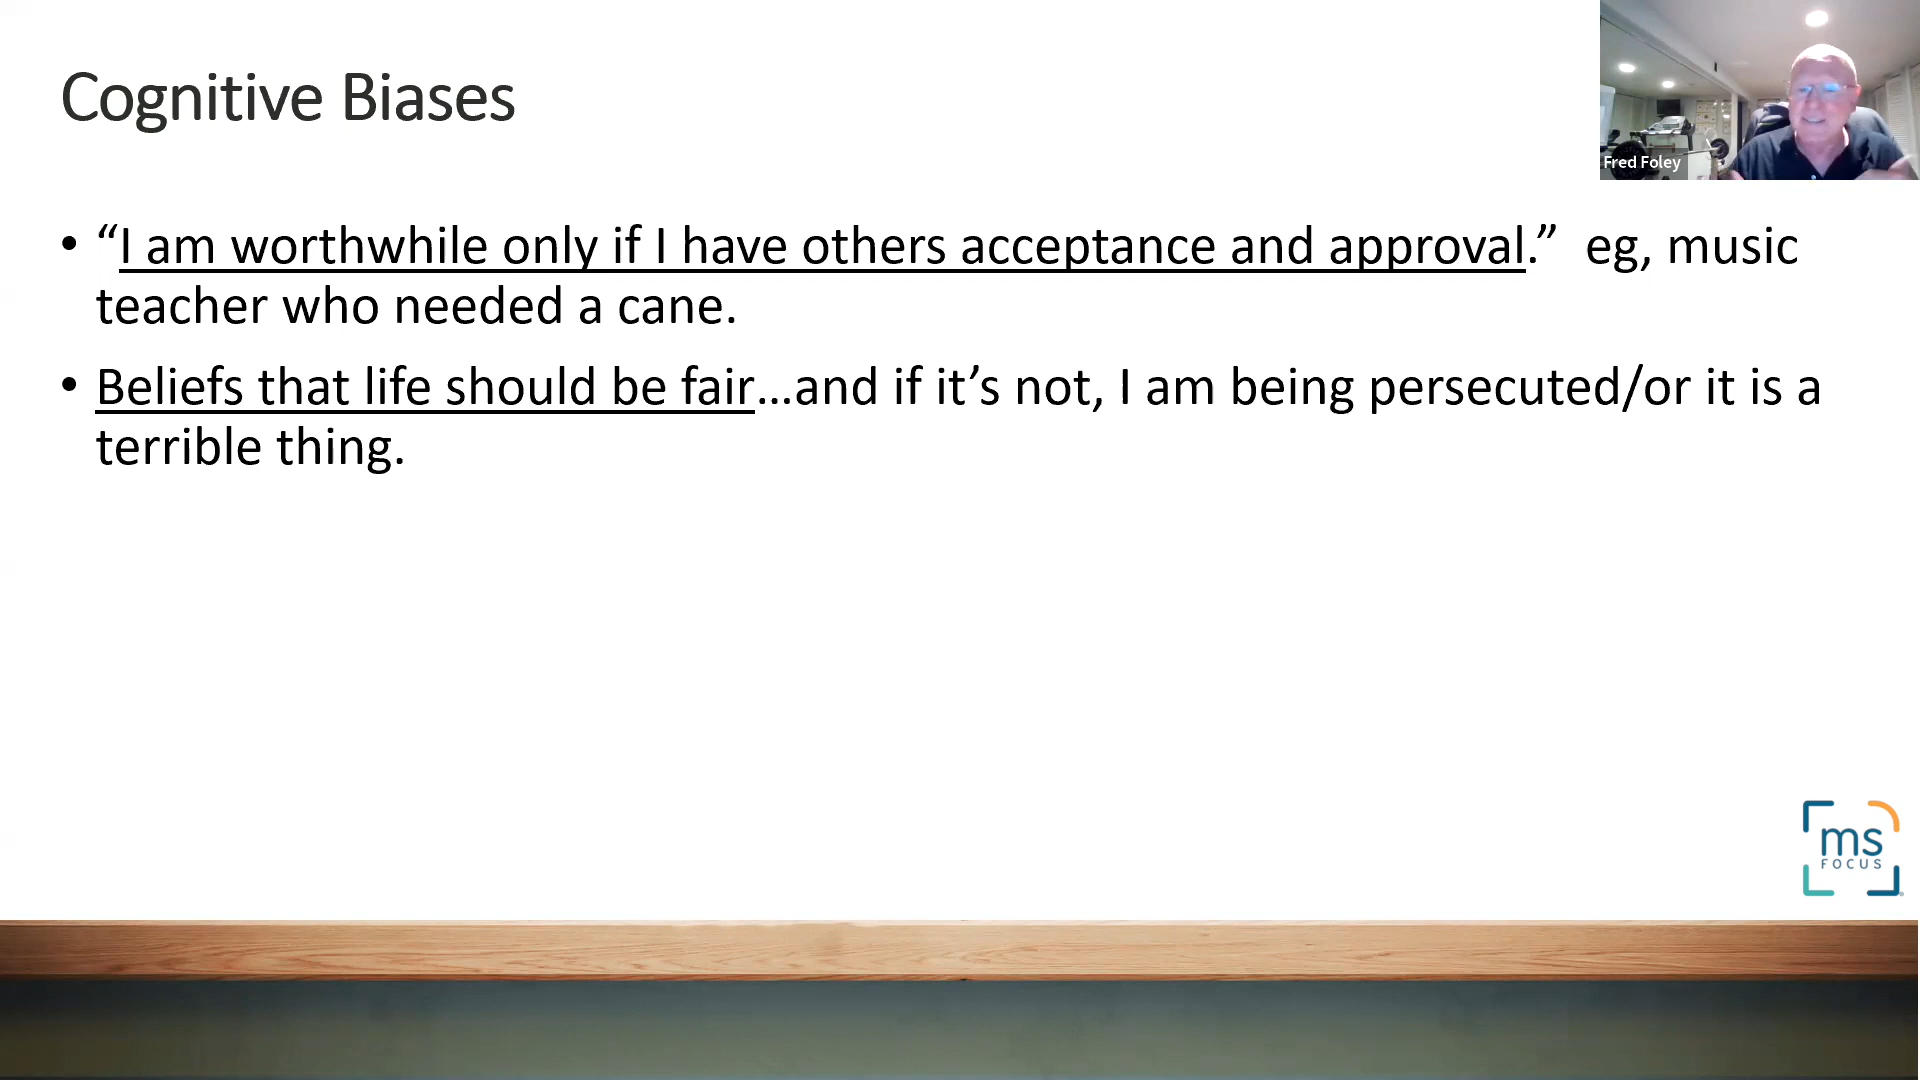 Cognitive Biases
Fred Foley
• “I am worthwhile only if I have others acceptance and approval.”  eg, music
teacher who needed a cane.
• Beliefs that life should be fair…and if it’s not, I am being persecuted/or it is a
terrible thing.
ms
FOCUS